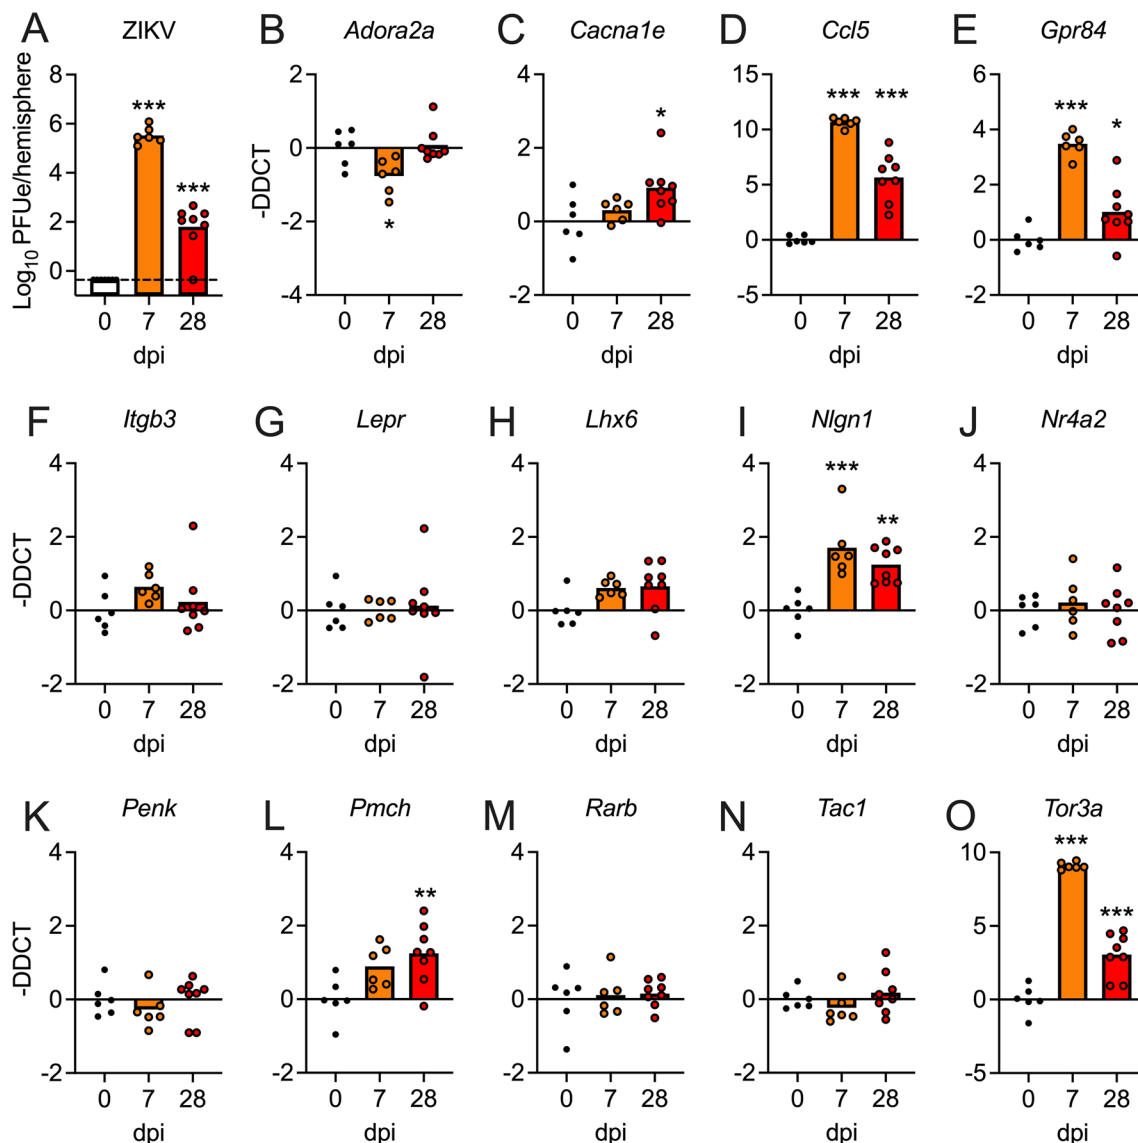 A ZIKV B Adora2a C Cacna1e D Ccl5 E Gpr84
Log10 PFUe/hemisphere
8
6
4
2
0
*** ***
0 7 28
dpi
-DDCT
2
0
-2
-4
*
0 7 28
dpi
4
2
0
-2
*
0 7 28
dpi
15
10
5
0
-5
*** ***
0 7 28
dpi
6
4
2
0
-2
*** *
0 7 28
dpi
F Itgb3 G Lepr H Lhx6 I Nlgn1 J Nr4a2
-DDCT
4
2
0
-2
0 7 28
dpi
4
2
0
-2
0 7 28
dpi
4
2
0
-2
0 7 28
dpi
4
2
0
-2
*** **
0 7 28
dpi
4
2
0
-2
0 7 28
dpi
K Penk L Pmch M Rarb N Tac1 O Tor3a
-DDCT
4
2
0
-2
0 7 28
dpi
4
2
0
-2
**
0 7 28
dpi
4
2
0
-2
0 7 28
dpi
4
2
0
-2
0 7 28
dpi
10
5
0
-5
*** ***
0 7 28
dpi